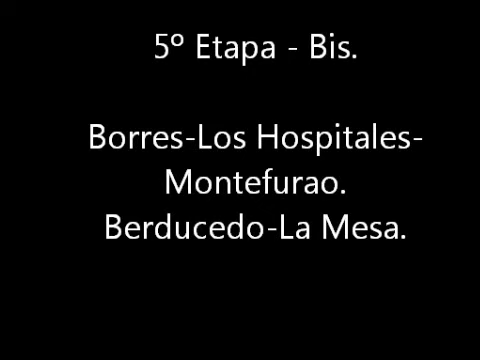 5º Etapa - Bis.
Borres-Los Hospitales-
Montefurao.
Berducedo-La Mesa.